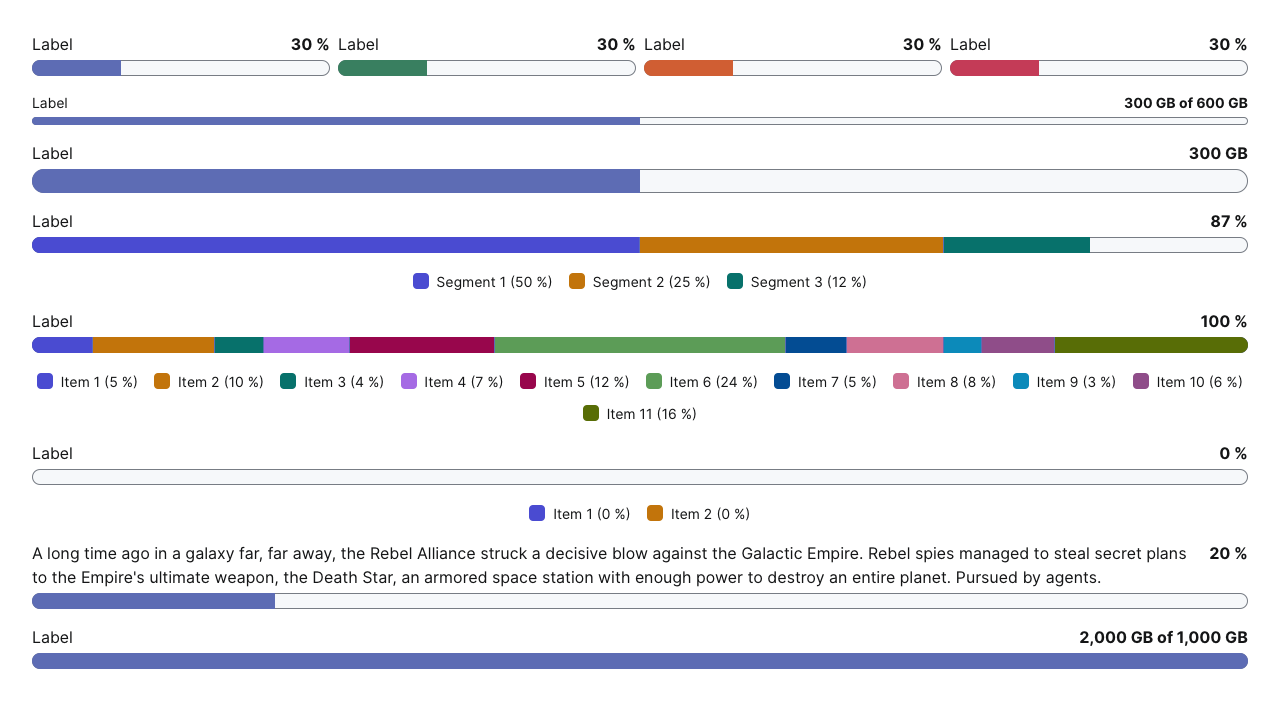 Label 30 % Label 30 % Label 30 % Label 30 %
Label 300 GB of 600 GB
Label 300 GB
Label 87 %
Segment 1 (50 %) Segment 2 (25 %) Segment 3 (12 %)
Label 100 %
Item 1 (5 %) Item 2 (10 %) Item 3 (4 %) Item 4 (7 %) Item 5 (12 %) Item 6 (24 %) Item 7 (5 %) Item 8 (8 %) Item 9 (3 %) Item 10 (6 %)
Item 11 (16 %)
Label 0 %
Item 1 (0 %) Item 2 (0 %)
A long time ago in a galaxy far, far away, the Rebel Alliance struck a decisive blow against the Galactic Empire. Rebel spies managed to steal secret plans 20 %
to the Empire's ultimate weapon, the Death Star, an armored space station with enough power to destroy an entire planet. Pursued by agents.
Label 2,000 GB of 1,000 GB